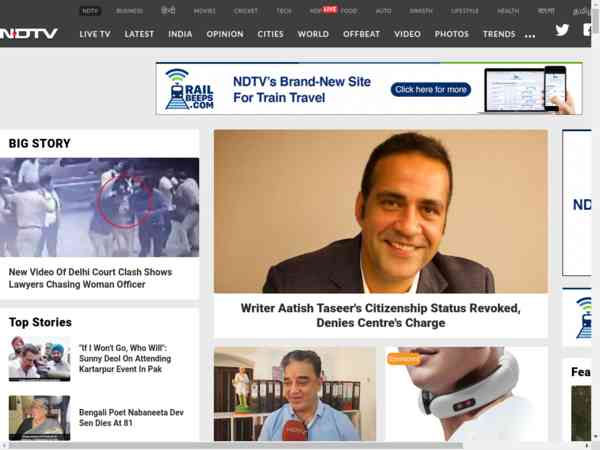 NDTV
BUSINESS
हिन्दी
MOVIES
CRICKET
TECH
LIVE
FOOD
AUTO
SWASTH
LIFESTYLE
HEALTH
বাংলা
NDTV
LIVE TV
LATEST
INDIA
OPINION
CITIES
WORLD
OFFBEAT
VIDEO
PHOTOS
TRENDS
...
RAIL
BEEPS
.COM
NDTV's Brand-New Site
For Train Travel
Click here for more
BIG STORY
New Video Of Delhi Court Clash Shows
Lawyers Chasing Woman Officer
Top Stories
"If I Won't Go, Who Will":
Sunny Deol On Attending
Kartarpur Event In Pak
Bengali Poet Nabaneeta Dev
Sen Dies At 81
Writer Aatish Taseer's Citizenship Status Revoked,
Denies Centre's Charge
Sponsored
NDTV
ND
Fea